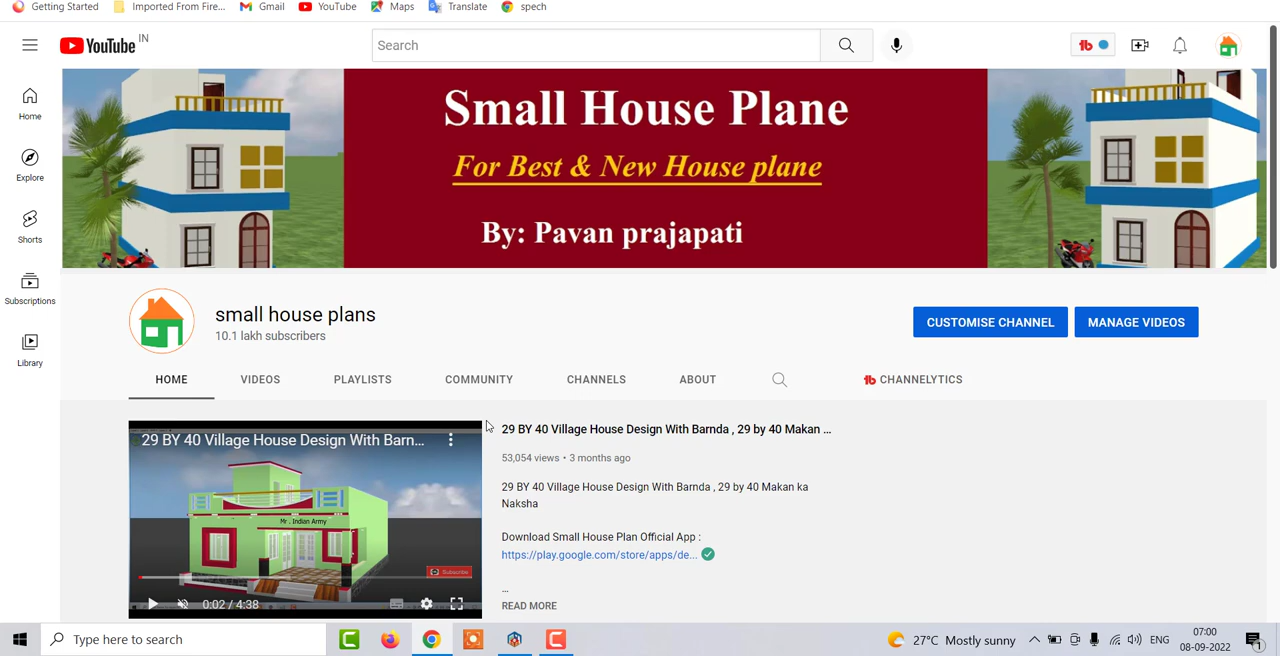 Getting Started
Imported From Fire...
Gmail
YouTube
Maps
Translate
spech
YouTube IN
Search
tb
Home
Explore
Shorts
Subscriptions
Library
Small House Plane
For Best & New House plane
By: Pavan prajapati
small house plans
10.1 lakh subscribers
CUSTOMISE CHANNEL
MANAGE VIDEOS
HOME
VIDEOS
PLAYLISTS
COMMUNITY
CHANNELS
ABOUT
tb CHANNELYTICS
29 BY 40 Village House Design With Barn...
Mr . Indian Army
Subscribe
0:02 / 4:38
29 BY 40 Village House Design With Barnda , 29 by 40 Makan ...
53,054 views • 3 months ago
29 BY 40 Village House Design With Barnda , 29 by 40 Makan ka
Naksha
Download Small House Plan Official App :
https://play.google.com/store/apps/de...
...
READ MORE
Type here to search
27°C Mostly sunny
ENG
07:00
08-09-2022
1